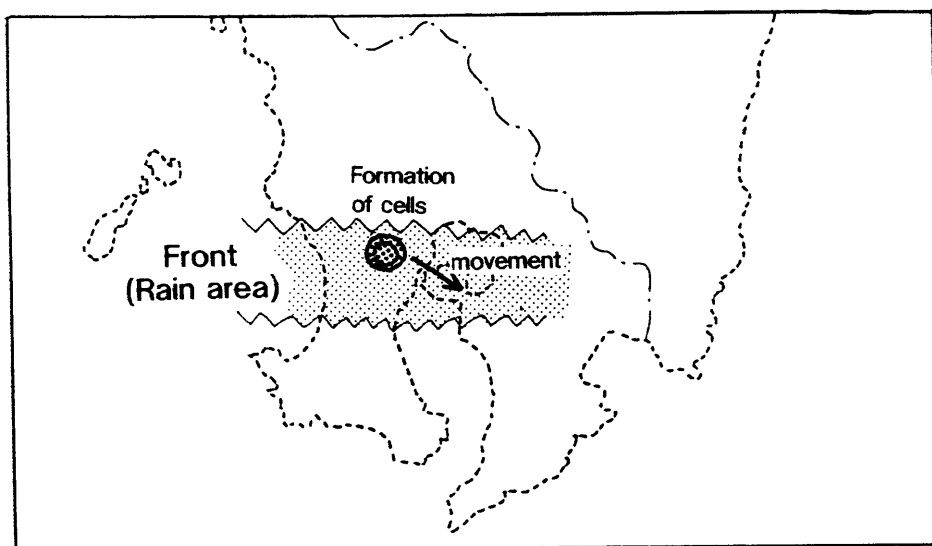 Formation
of cells
Front
(Rain area)
movement